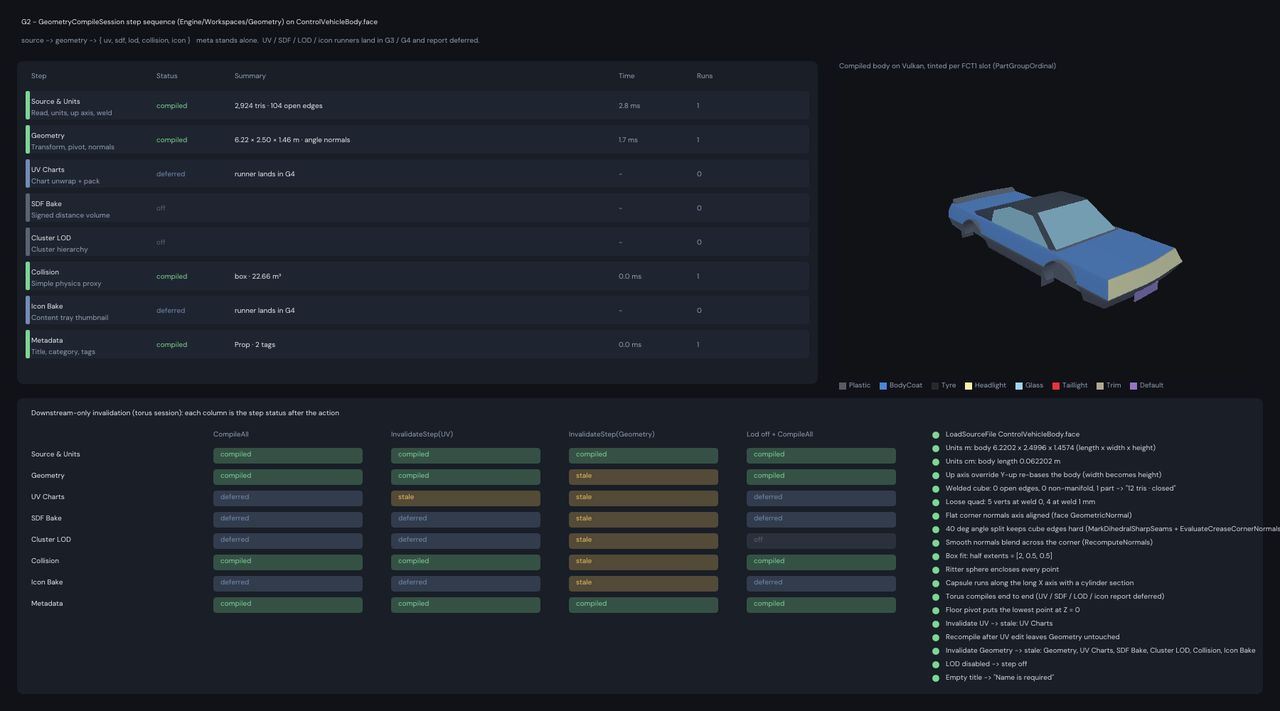 G2 - GeometryCompileSession step sequence (Engine/Workspaces/Geometry) on ControlVehicleBody.face
source -> geometry -> { uv, sdf, lod, collision, icon }   meta stands alone.  UV / SDF / LOD / icon runners land in G3 / G4 and report deferred.
Step Status Summary Time Runs
Source & Units
Read, units, up axis, weld
compiled 2,924 tris · 104 open edges 2.8 ms 1
Geometry
Transform, pivot, normals
compiled 6.22 × 2.50 × 1.46 m · angle normals 1.7 ms 1
UV Charts
Chart unwrap + pack
deferred runner lands in G4 - 0
SDF Bake
Signed distance volume
off - 0
Cluster LOD
Cluster hierarchy
off - 0
Collision
Simple physics proxy
compiled box · 22.66 m³ 0.0 ms 1
Icon Bake
Content tray thumbnail
deferred runner lands in G4 - 0
Metadata
Title, category, tags
compiled Prop · 2 tags 0.0 ms 1
Compiled body on Vulkan, tinted per FCT1 slot (PartGroupOrdinal)
Plastic BodyCoat Tyre Headlight Glass Taillight Trim Default
Downstream-only invalidation (torus session): each column is the step status after the action
CompileAll InvalidateStep(UV) InvalidateStep(Geometry) Lod off + CompileAll
Source & Units compiled compiled compiled compiled
Geometry compiled compiled stale compiled
UV Charts deferred stale stale deferred
SDF Bake deferred deferred stale deferred
Cluster LOD deferred deferred stale off
Collision compiled compiled stale compiled
Icon Bake deferred deferred stale deferred
Metadata compiled compiled compiled compiled
LoadSourceFile ControlVehicleBody.face
Units m: body 6.2202 x 2.4996 x 1.4574 (length x width x height)
Units cm: body length 0.062202 m
Up axis override Y-up re-bases the body (width becomes height)
Welded cube: 0 open edges, 0 non-manifold, 1 part -> "12 tris · closed"
Loose quad: 5 verts at weld 0, 4 at weld 1 mm
Flat corner normals axis aligned (face GeometricNormal)
40 deg angle split keeps cube edges hard (MarkDihedralSharpSeams + EvaluateCreaseCornerNormals
Smooth normals blend across the corner (RecomputeNormals)
Box fit: half extents = [2, 0.5, 0.5]
Ritter sphere encloses every point
Capsule runs along the long X axis with a cylinder section
Torus compiles end to end (UV / SDF / LOD / icon report deferred)
Floor pivot puts the lowest point at Z = 0
Invalidate UV -> stale: UV Charts
Recompile after UV edit leaves Geometry untouched
Invalidate Geometry -> stale: Geometry, UV Charts, SDF Bake, Cluster LOD, Collision, Icon Bake
LOD disabled -> step off
Empty title -> "Name is required"